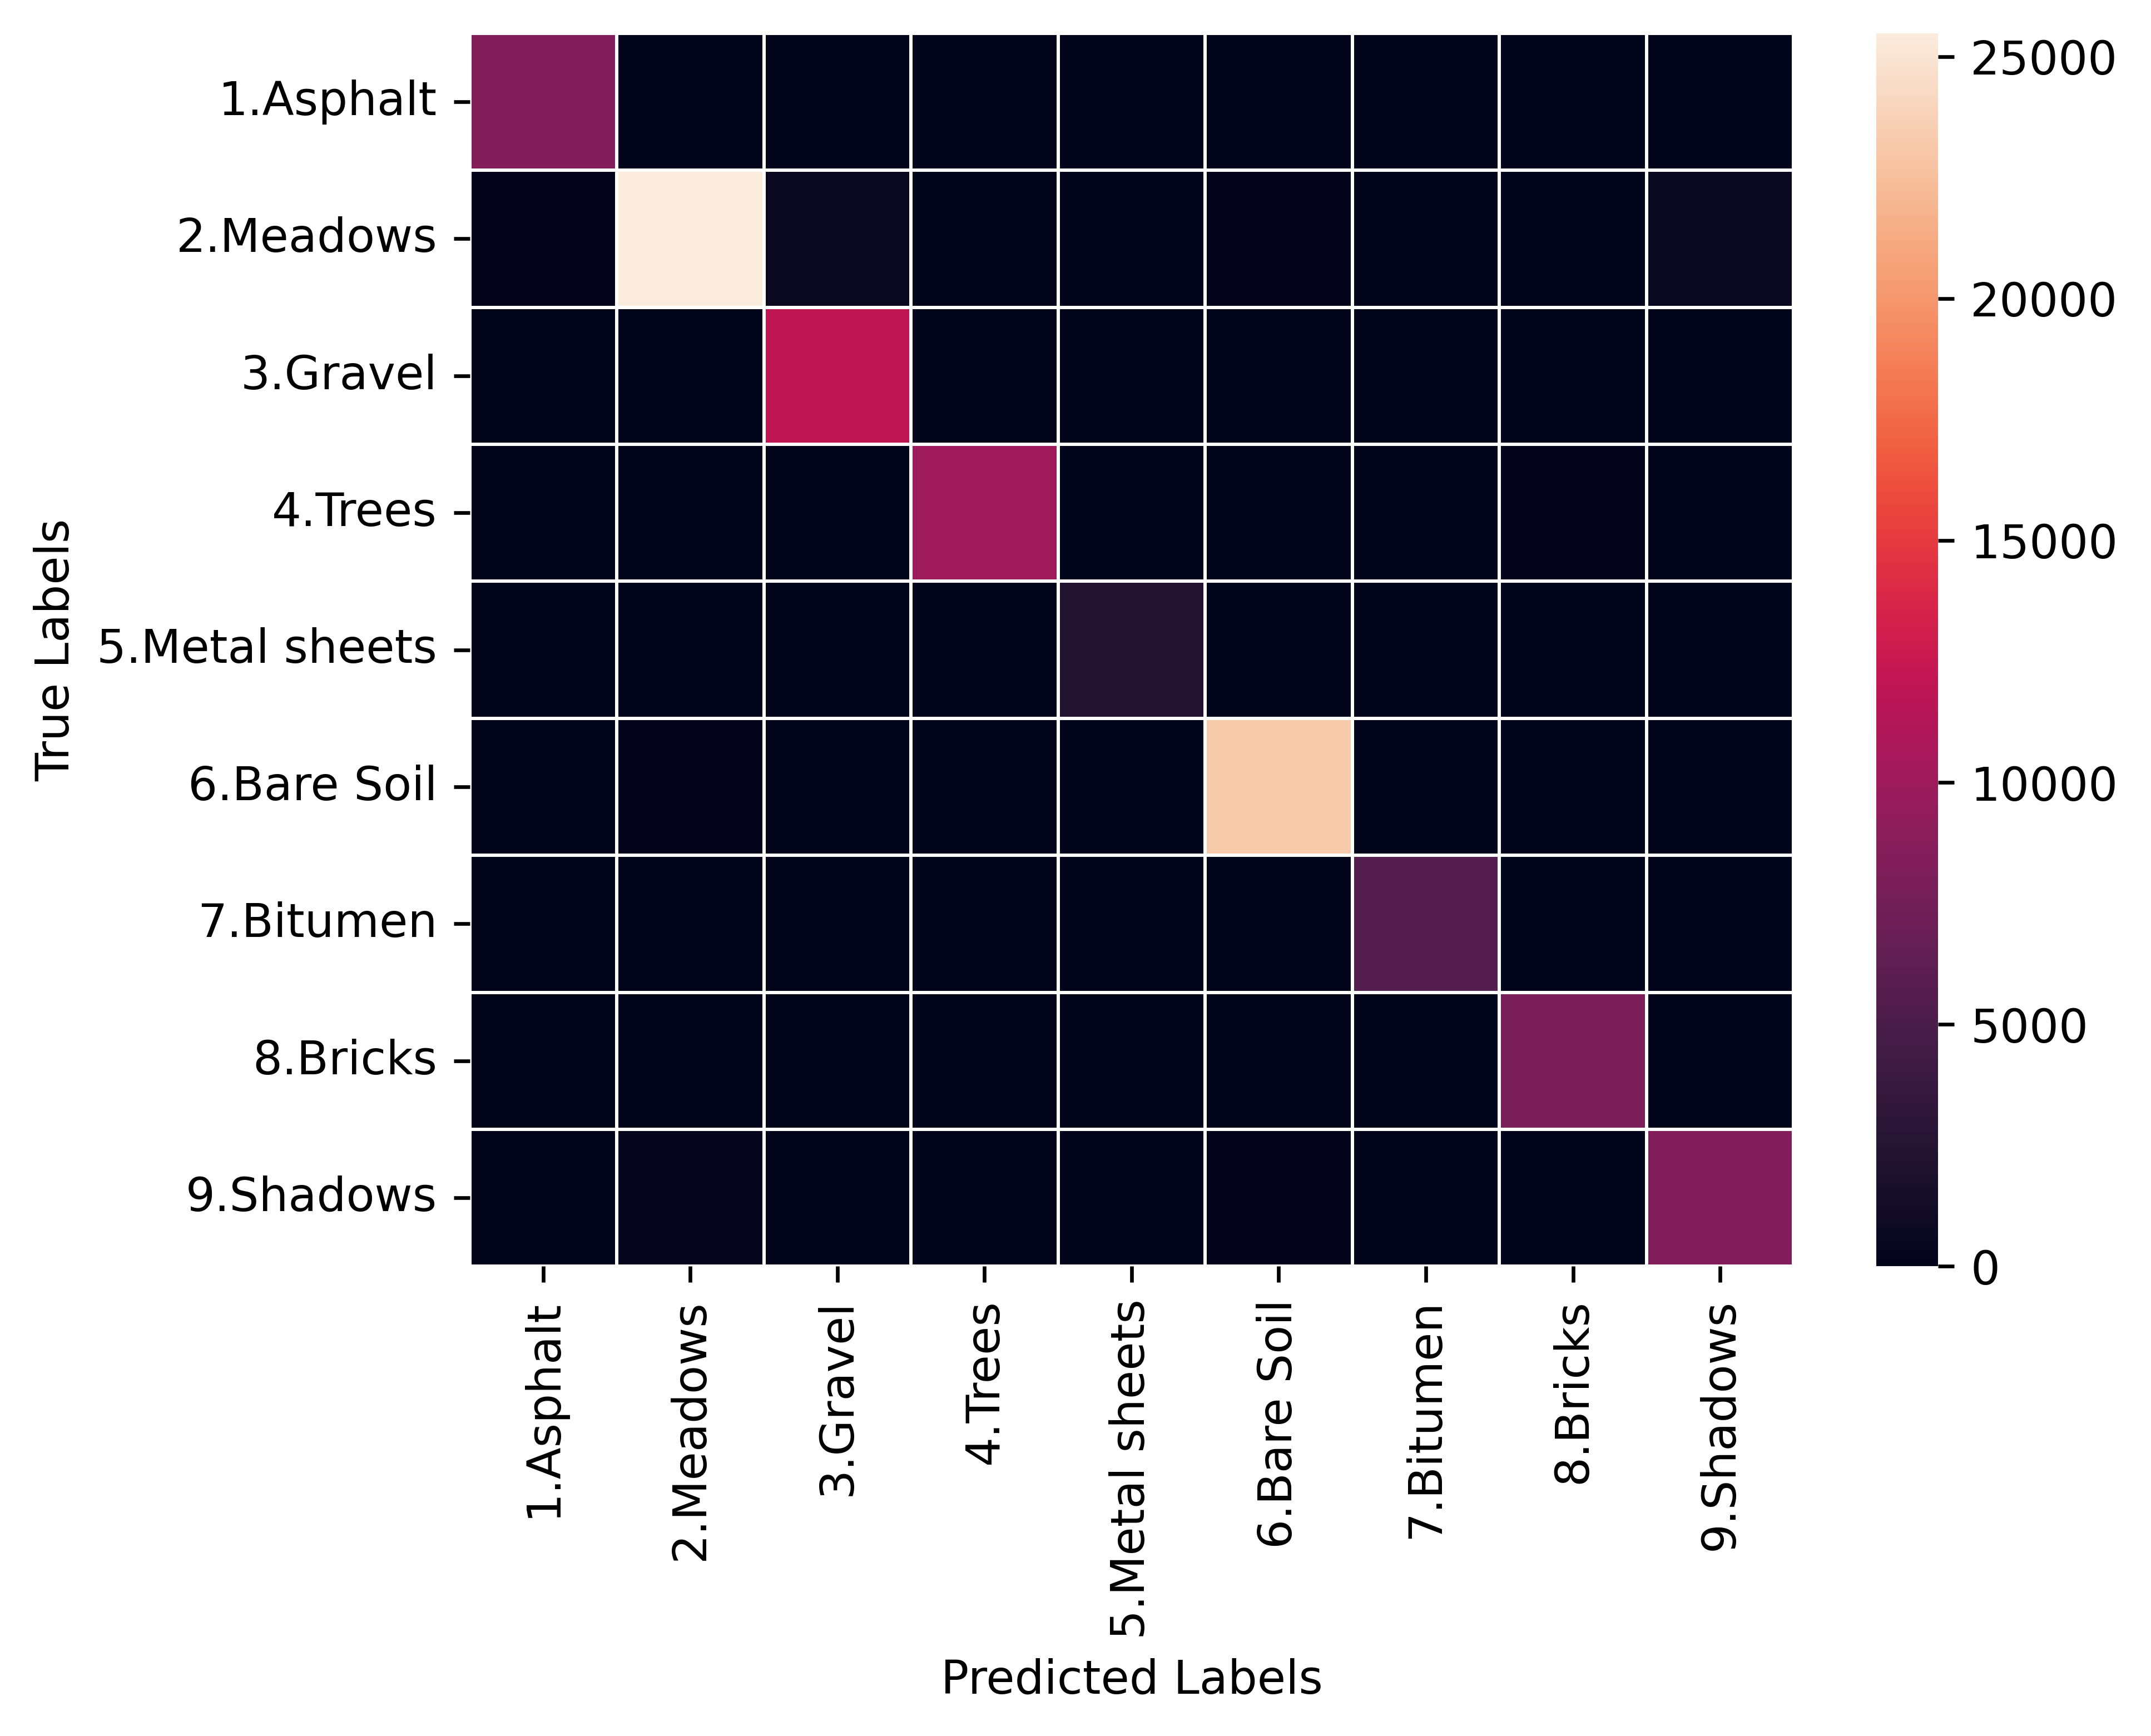 True Labels
1.Asphalt
2.Meadows
3.Gravel
4.Trees
5.Metal sheets
6.Bare Soil
7.Bitumen
8.Bricks
9.Shadows
1.Asphalt
2.Meadows
3.Gravel
4.Trees
5.Metal sheets
6.Bare Soil
7.Bitumen
8.Bricks
9.Shadows
Predicted Labels
25000
20000
15000
10000
5000
0